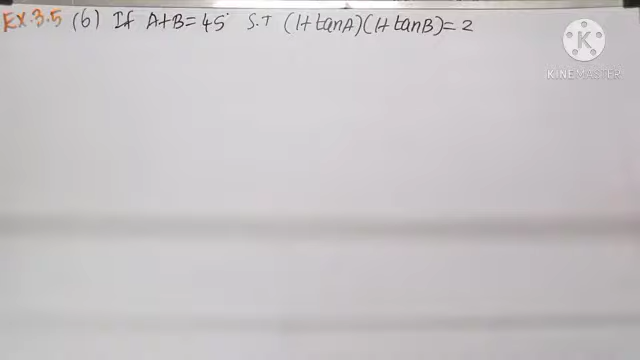 Ex.3.5 (6) If A+B=45° S.T (1+tanA)(1+tanB)=2
K
KINEMASTER